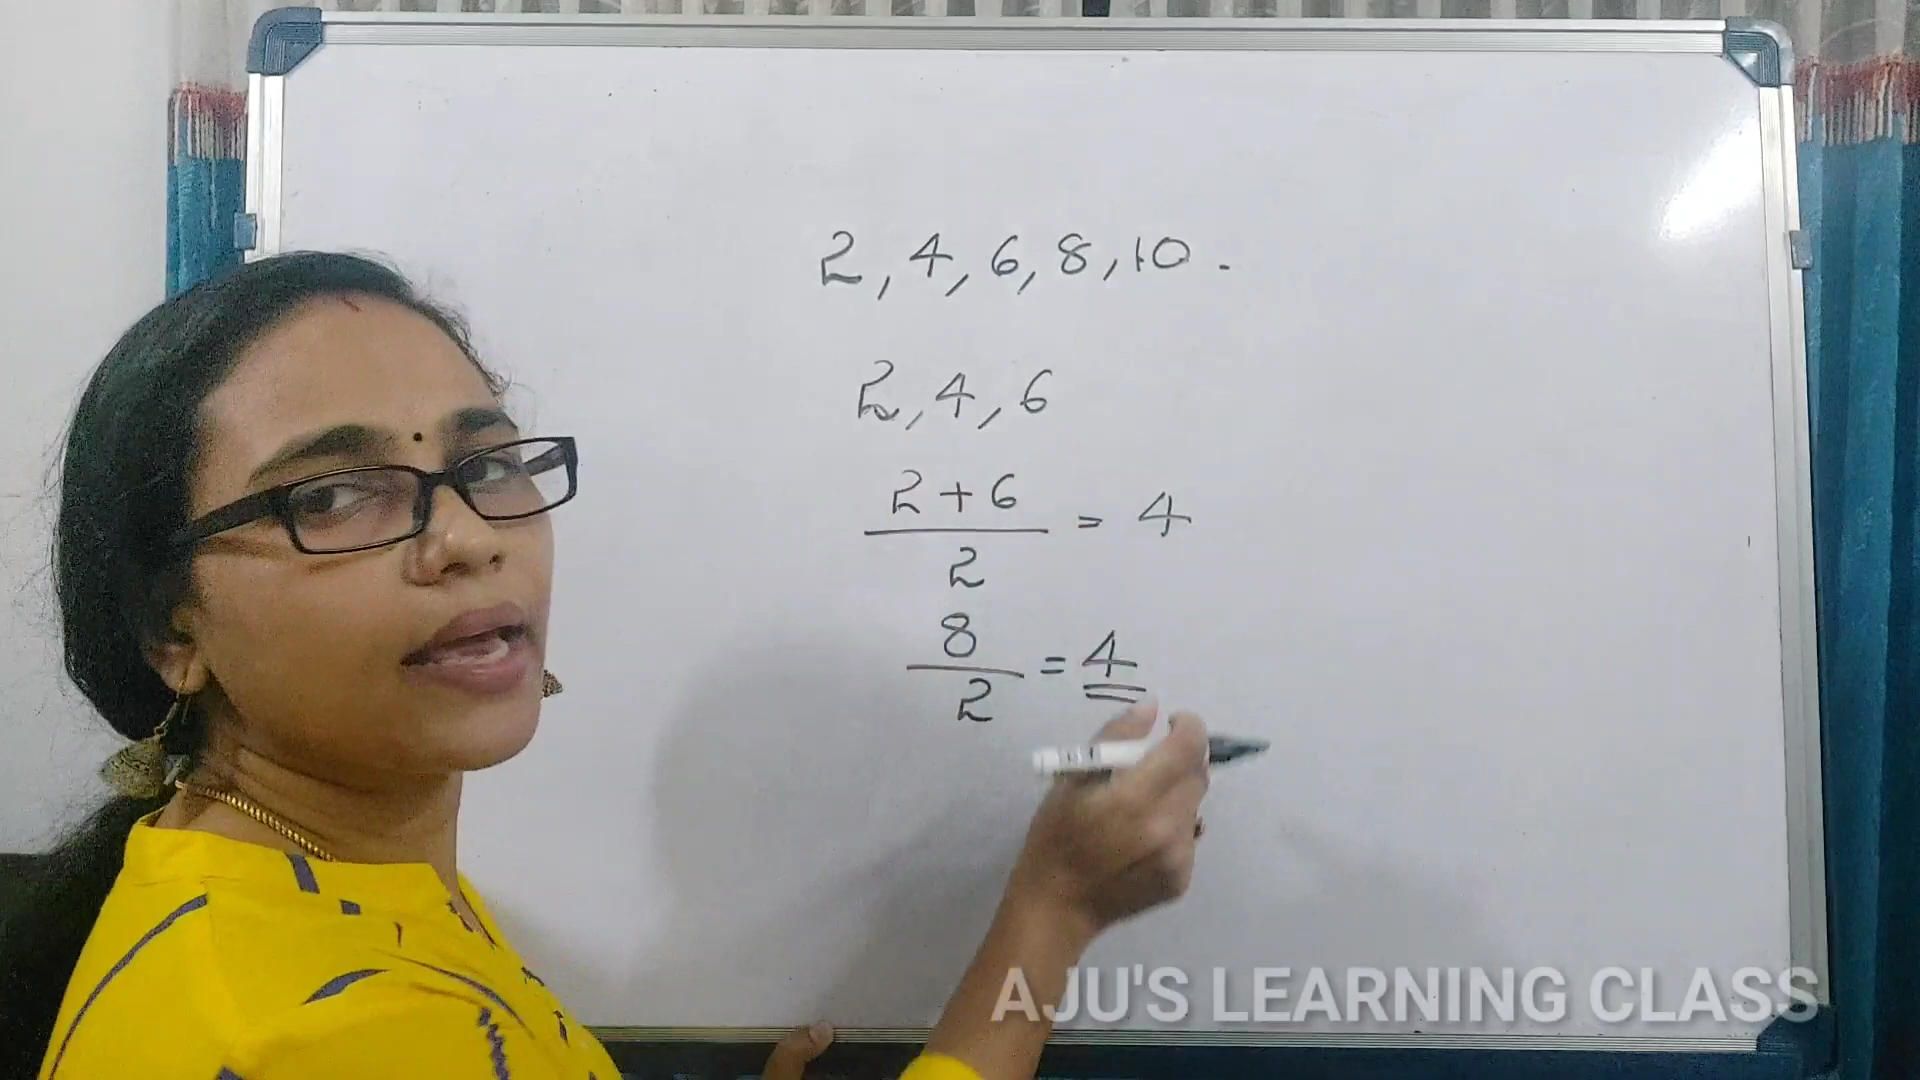 2, 4, 6, 8, 10.
2, 4, 6
2 + 6
2
= 4
8
2
= 4
AJU'S LEARNING CLASS